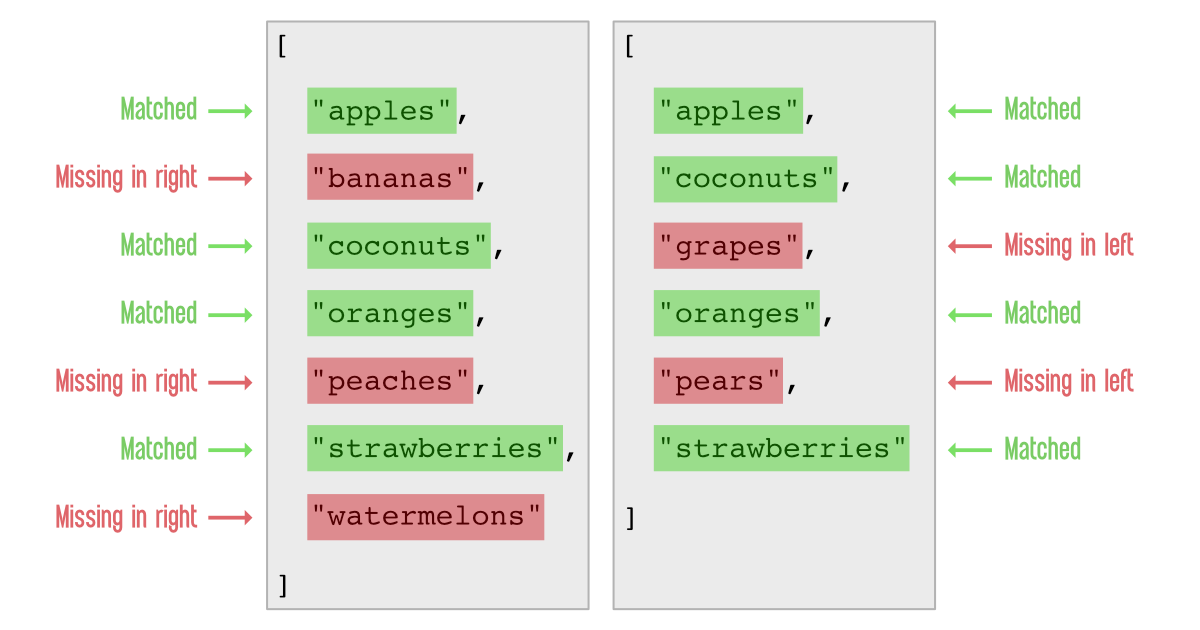 [
[
Matched "apples", "apples", Matched
Missing in right "bananas", "coconuts", Matched
Matched "coconuts", "grapes", Missing in left
Matched "oranges", "oranges", Matched
Missing in right "peaches", "pears", Missing in left
Matched "strawberries", "strawberries" Matched
Missing in right "watermelons" ]
]